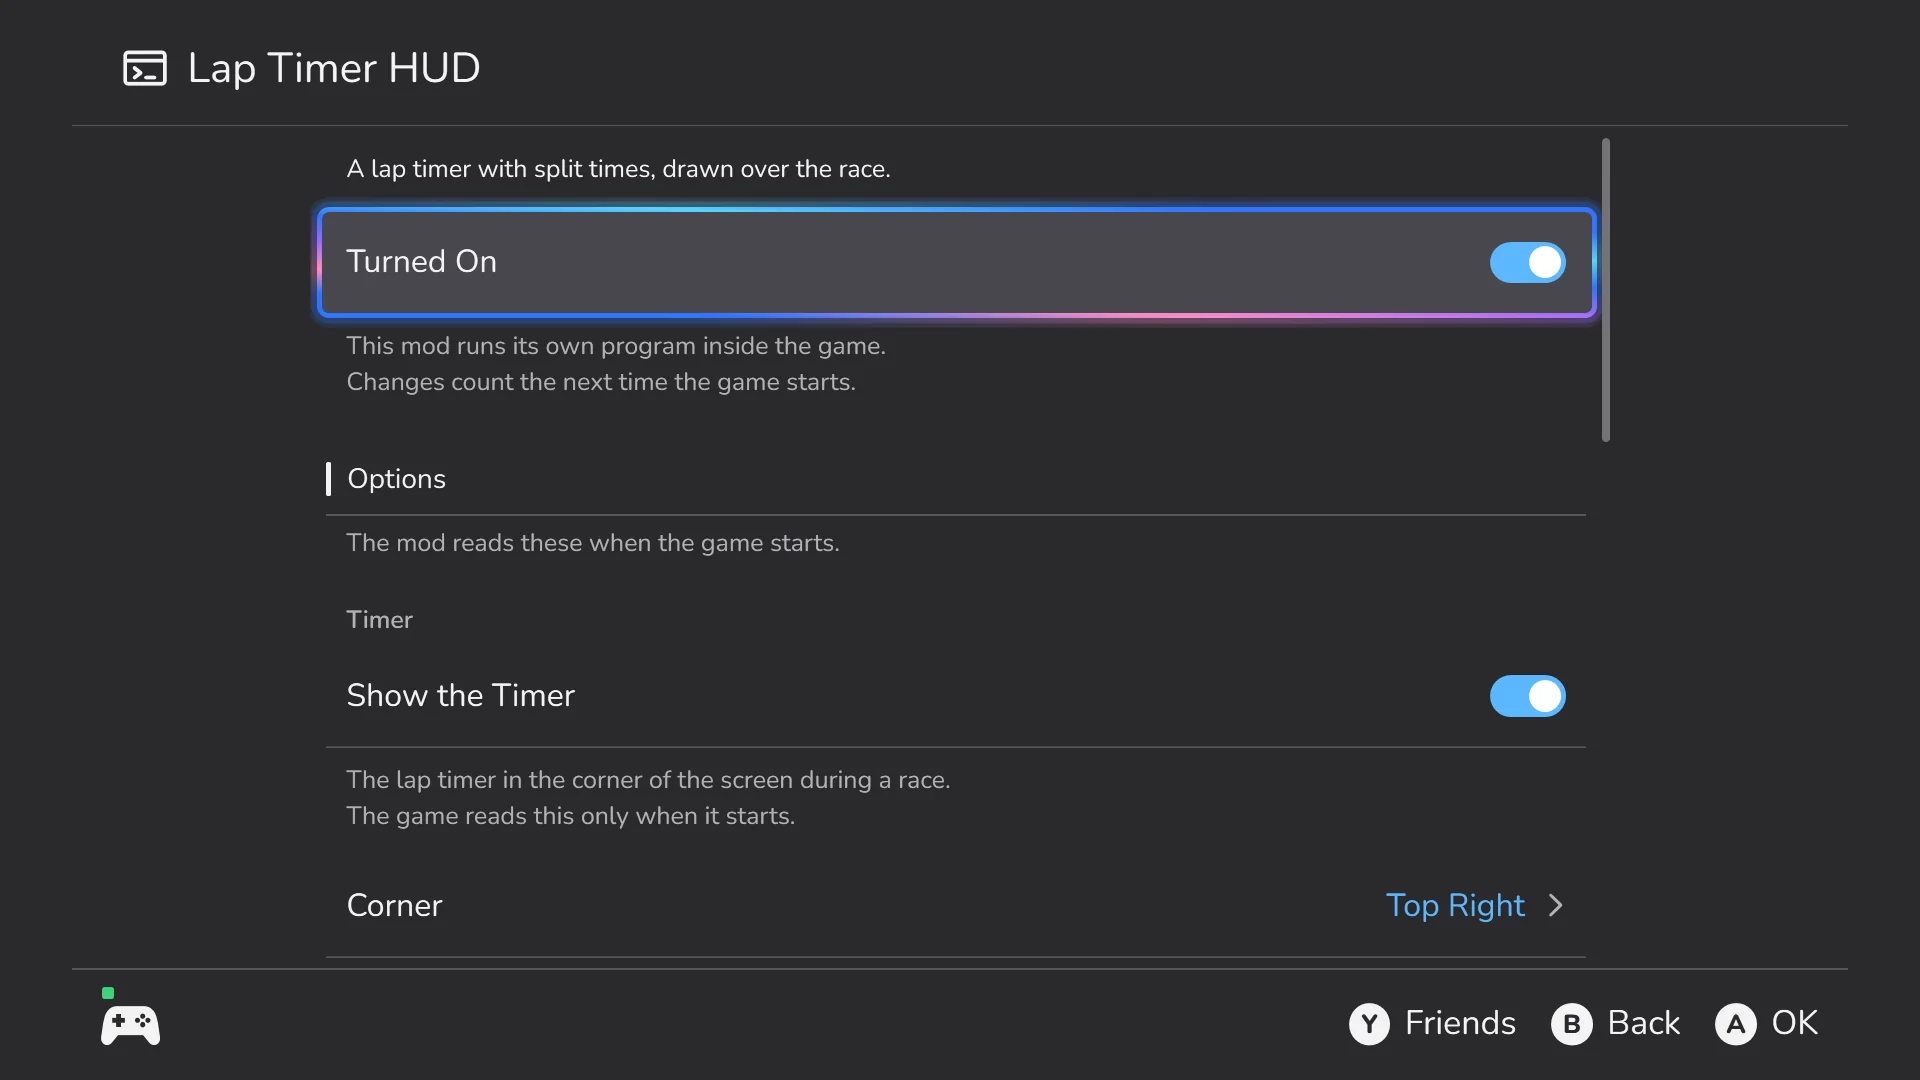 Lap Timer HUD
A lap timer with split times, drawn over the race.
Turned On
This mod runs its own program inside the game.
Changes count the next time the game starts.
Options
The mod reads these when the game starts.
Timer
Show the Timer
The lap timer in the corner of the screen during a race.
The game reads this only when it starts.
Corner Top Right
Y Friends B Back A OK